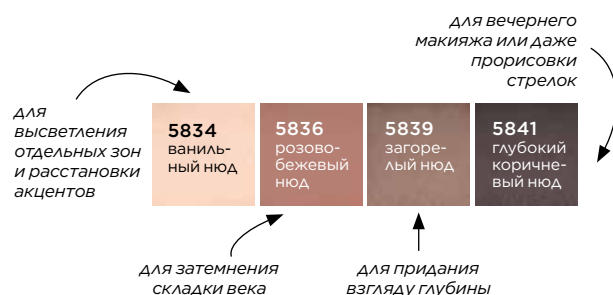 для вечернего
макияжа или даже
прорисовки
стрелок
для
высветления
отдельных зон
и расстановки
акцентов
5834
ваниль-
ный нюд
5836
розово-
бежевый
нюд
5839
загоре-
лый нюд
5841
глубокий
коричне-
вый нюд
для затемнения
складки века
для придания
взгляду глубины